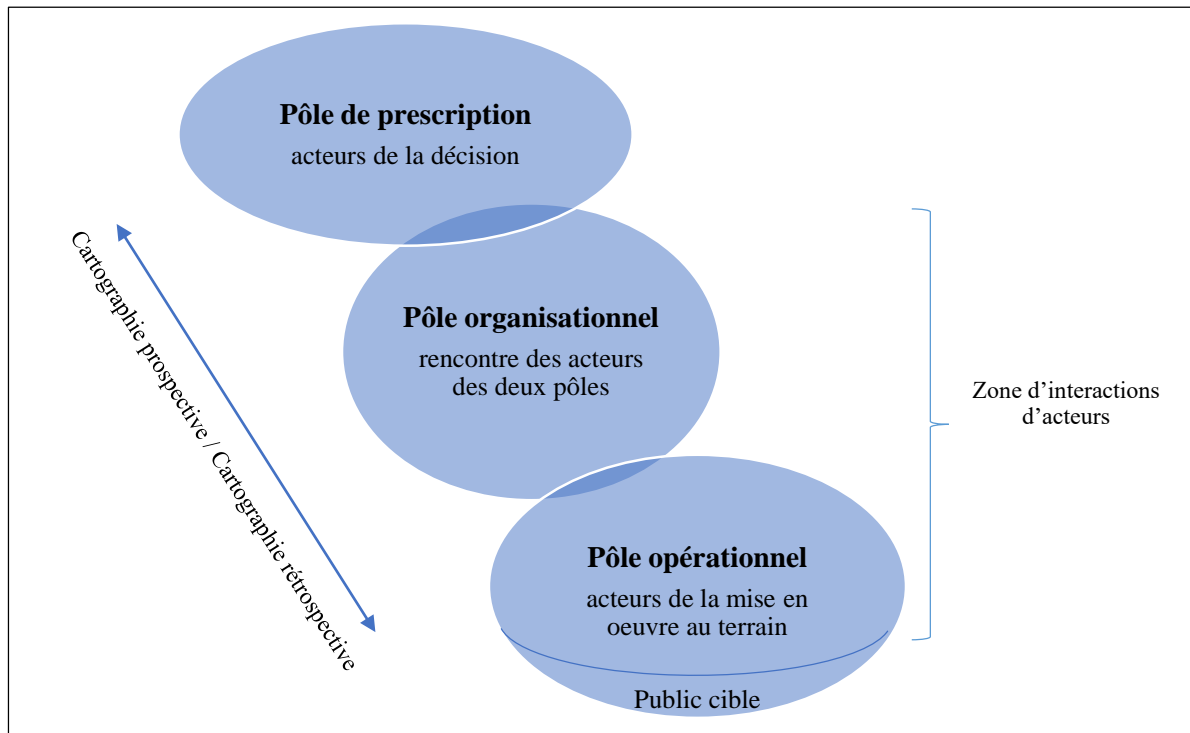 Pôle de prescription
acteurs de la décision
Cartographie prospective / Cartographie rétrospective
Pôle organisationnel
rencontre des acteurs
des deux pôles
Zone d’interactions
d’acteurs
Pôle opérationnel
acteurs de la mise en
oeuvre au terrain
Public cible